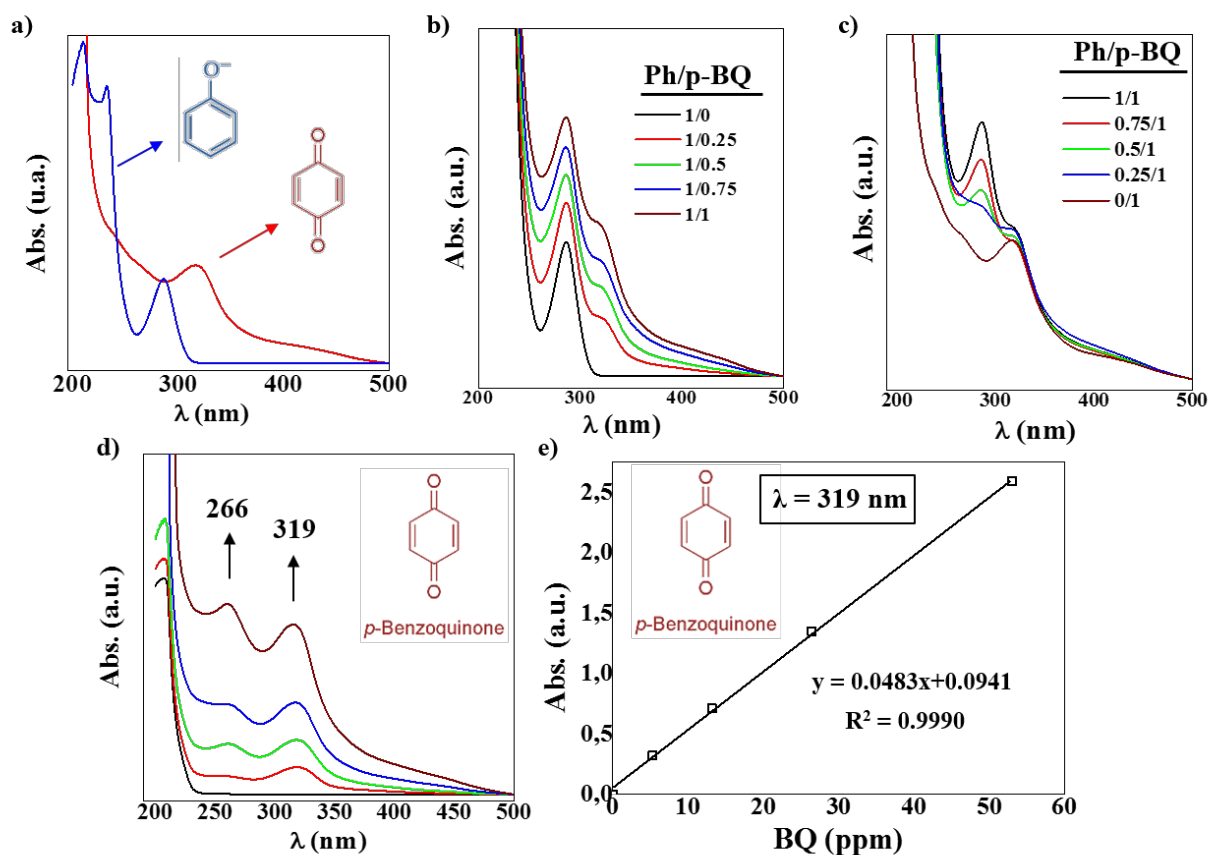 a)
Abs. (u.a.)
O
O
O
200 300 400 500
λ (nm)
b)
Abs. (a.u.)
Ph/p-BQ
1/0
1/0.25
1/0.5
1/0.75
1/1
200 300 400 500
λ (nm)
c)
Abs. (a.u.)
Ph/p-BQ
1/1
0.75/1
0.5/1
0.25/1
0/1
200 300 400 500
λ (nm)
d)
Abs. (a.u.)
266
319
O
O
p-Benzoquinone
200 250 300 350 400 450 500
λ (nm)
e)
Abs. (a.u.)
2,5
2,0
1,5
1,0
0,5
0,0
O
O
p-Benzoquinone
λ = 319 nm
y = 0.0483x+0.0941
R² = 0.9990
0 10 20 30 40 50 60
BQ (ppm)